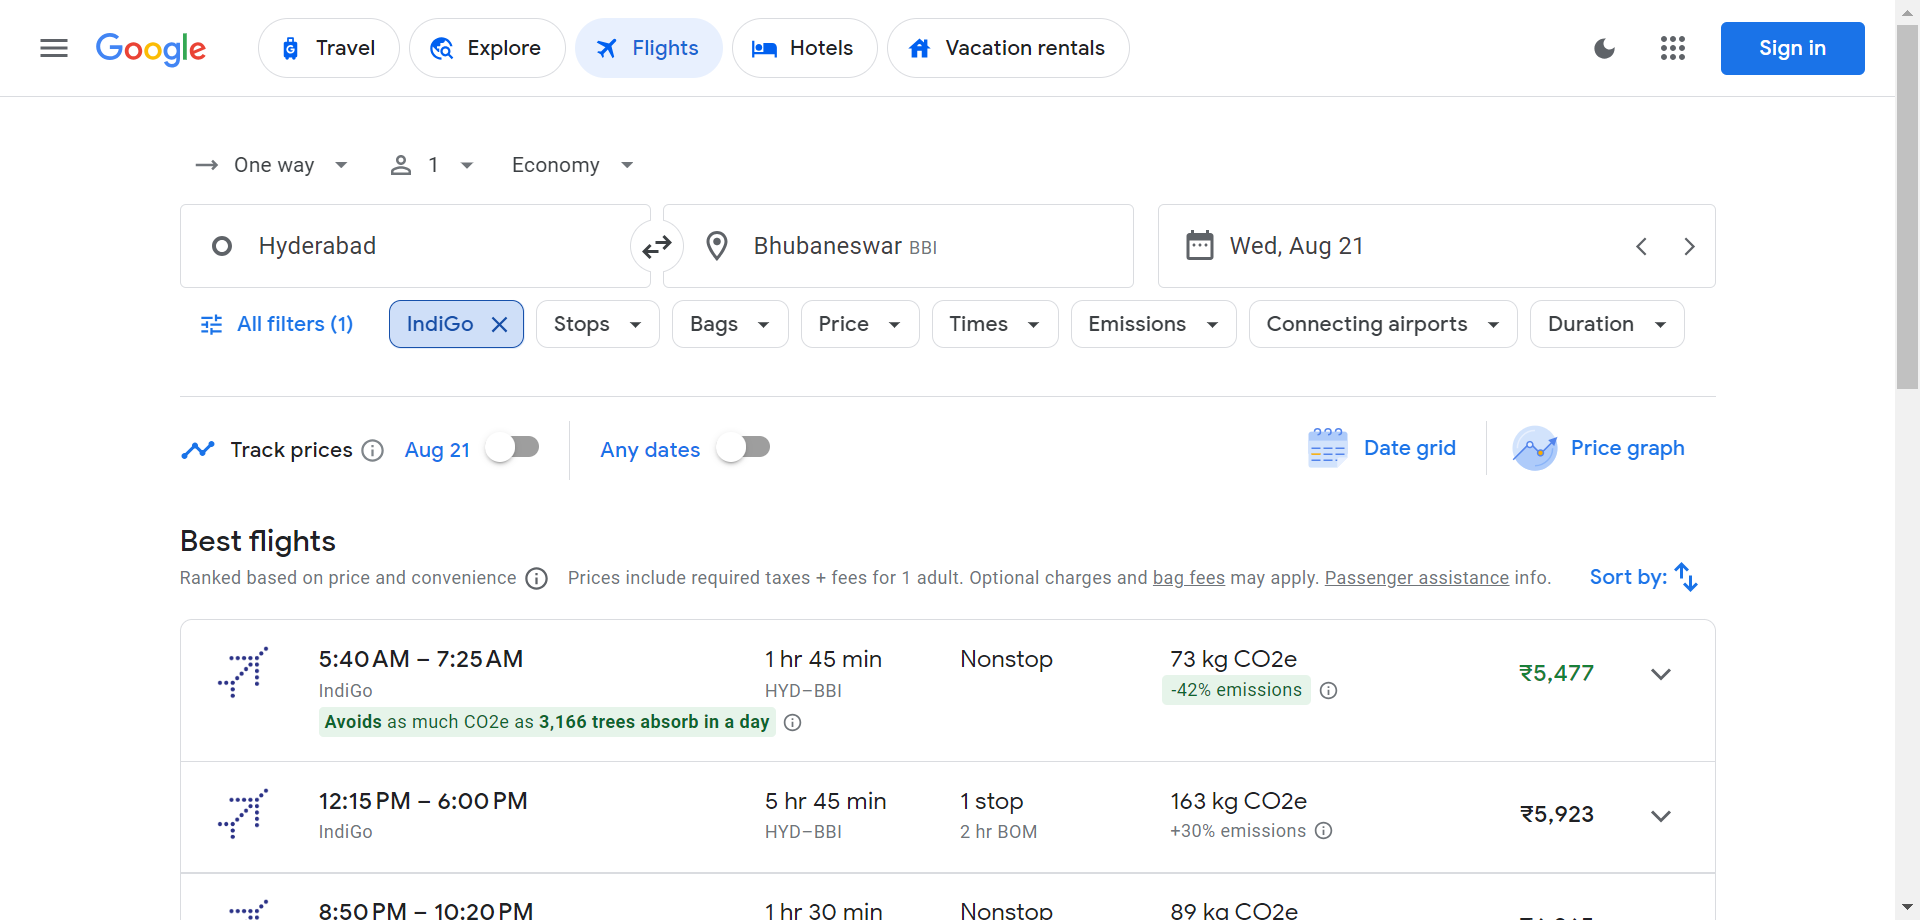 Google Travel Explore Flights Hotels Vacation rentals Sign in
One way 1 Economy
Hyderabad Bhubaneswar BBI Wed, Aug 21
All filters (1) IndiGo Stops Bags Price Times Emissions Connecting airports Duration
Track prices Aug 21 Any dates Date grid Price graph
Best flights
Ranked based on price and convenience Prices include required taxes + fees for 1 adult. Optional charges and bag fees may apply. Passenger assistance info. Sort by:
5:40 AM – 7:25 AM 1 hr 45 min Nonstop 73 kg CO2e ₹5,477
IndiGo HYD–BBI -42% emissions
Avoids as much CO2e as 3,166 trees absorb in a day
12:15 PM – 6:00 PM 5 hr 45 min 1 stop 163 kg CO2e ₹5,923
IndiGo HYD–BBI 2 hr BOM +30% emissions
8:50 PM – 10:20 PM 1 hr 30 min Nonstop 89 kg CO2e